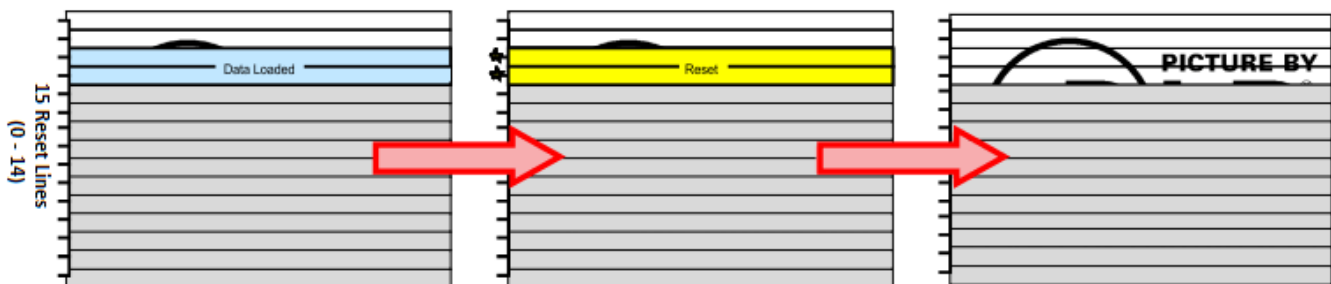 15 Reset Lines
(0 - 14)
Data Loaded
Reset
PICTURE BY